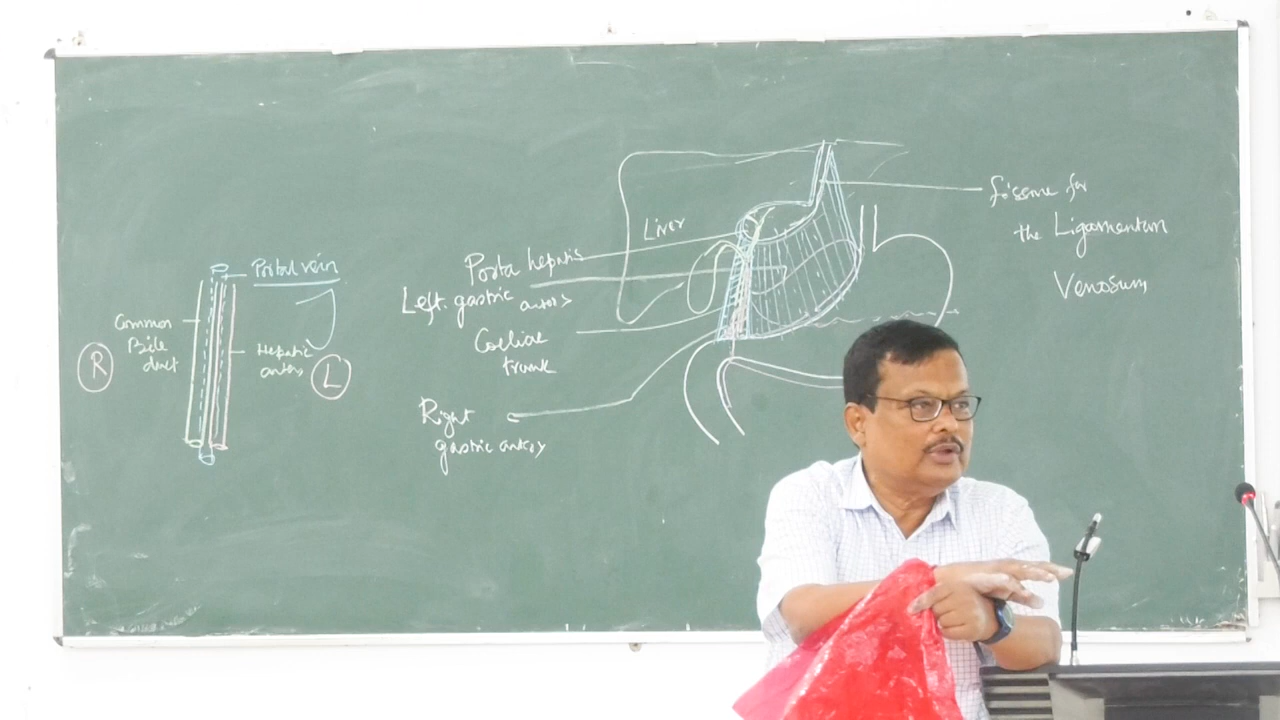 Portal vein
Common
Bile
duct
Hepatic
artery
R
L
Liver
Porta hepatis
Left gastric
artery
Coeliac
trunk
Right
gastric artery
fissure for
the Ligamentum
Venosum